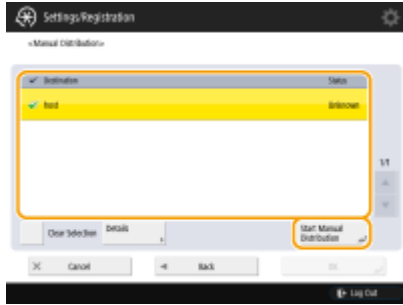 Settings/Registration
<Manual Distribution>
Destination Status
host Unknown
1/1
Clear Selection Details Start Manual
Distribution
Cancel Back OK
Log Out